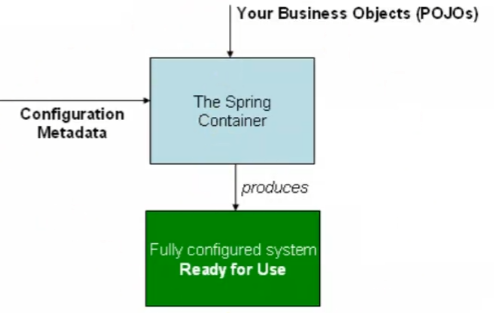 Your Business Objects (POJOs)
The Spring
Container
Configuration
Metadata
produces
Fully configured system
Ready for Use